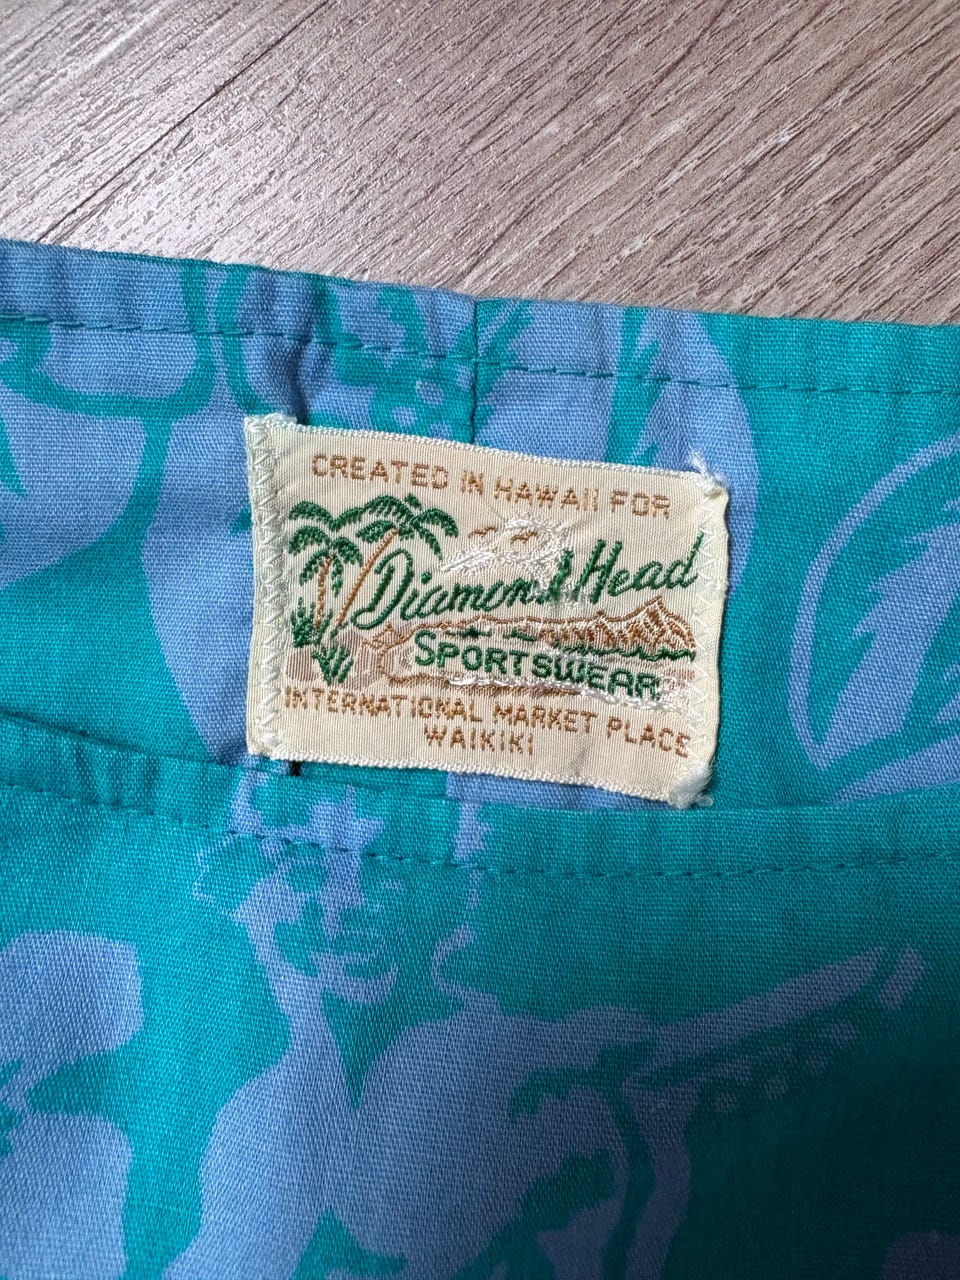 CREATED IN HAWAII FOR
Diamond Head
SPORTSWEAR
INTERNATIONAL MARKET PLACE
WAIKIKI